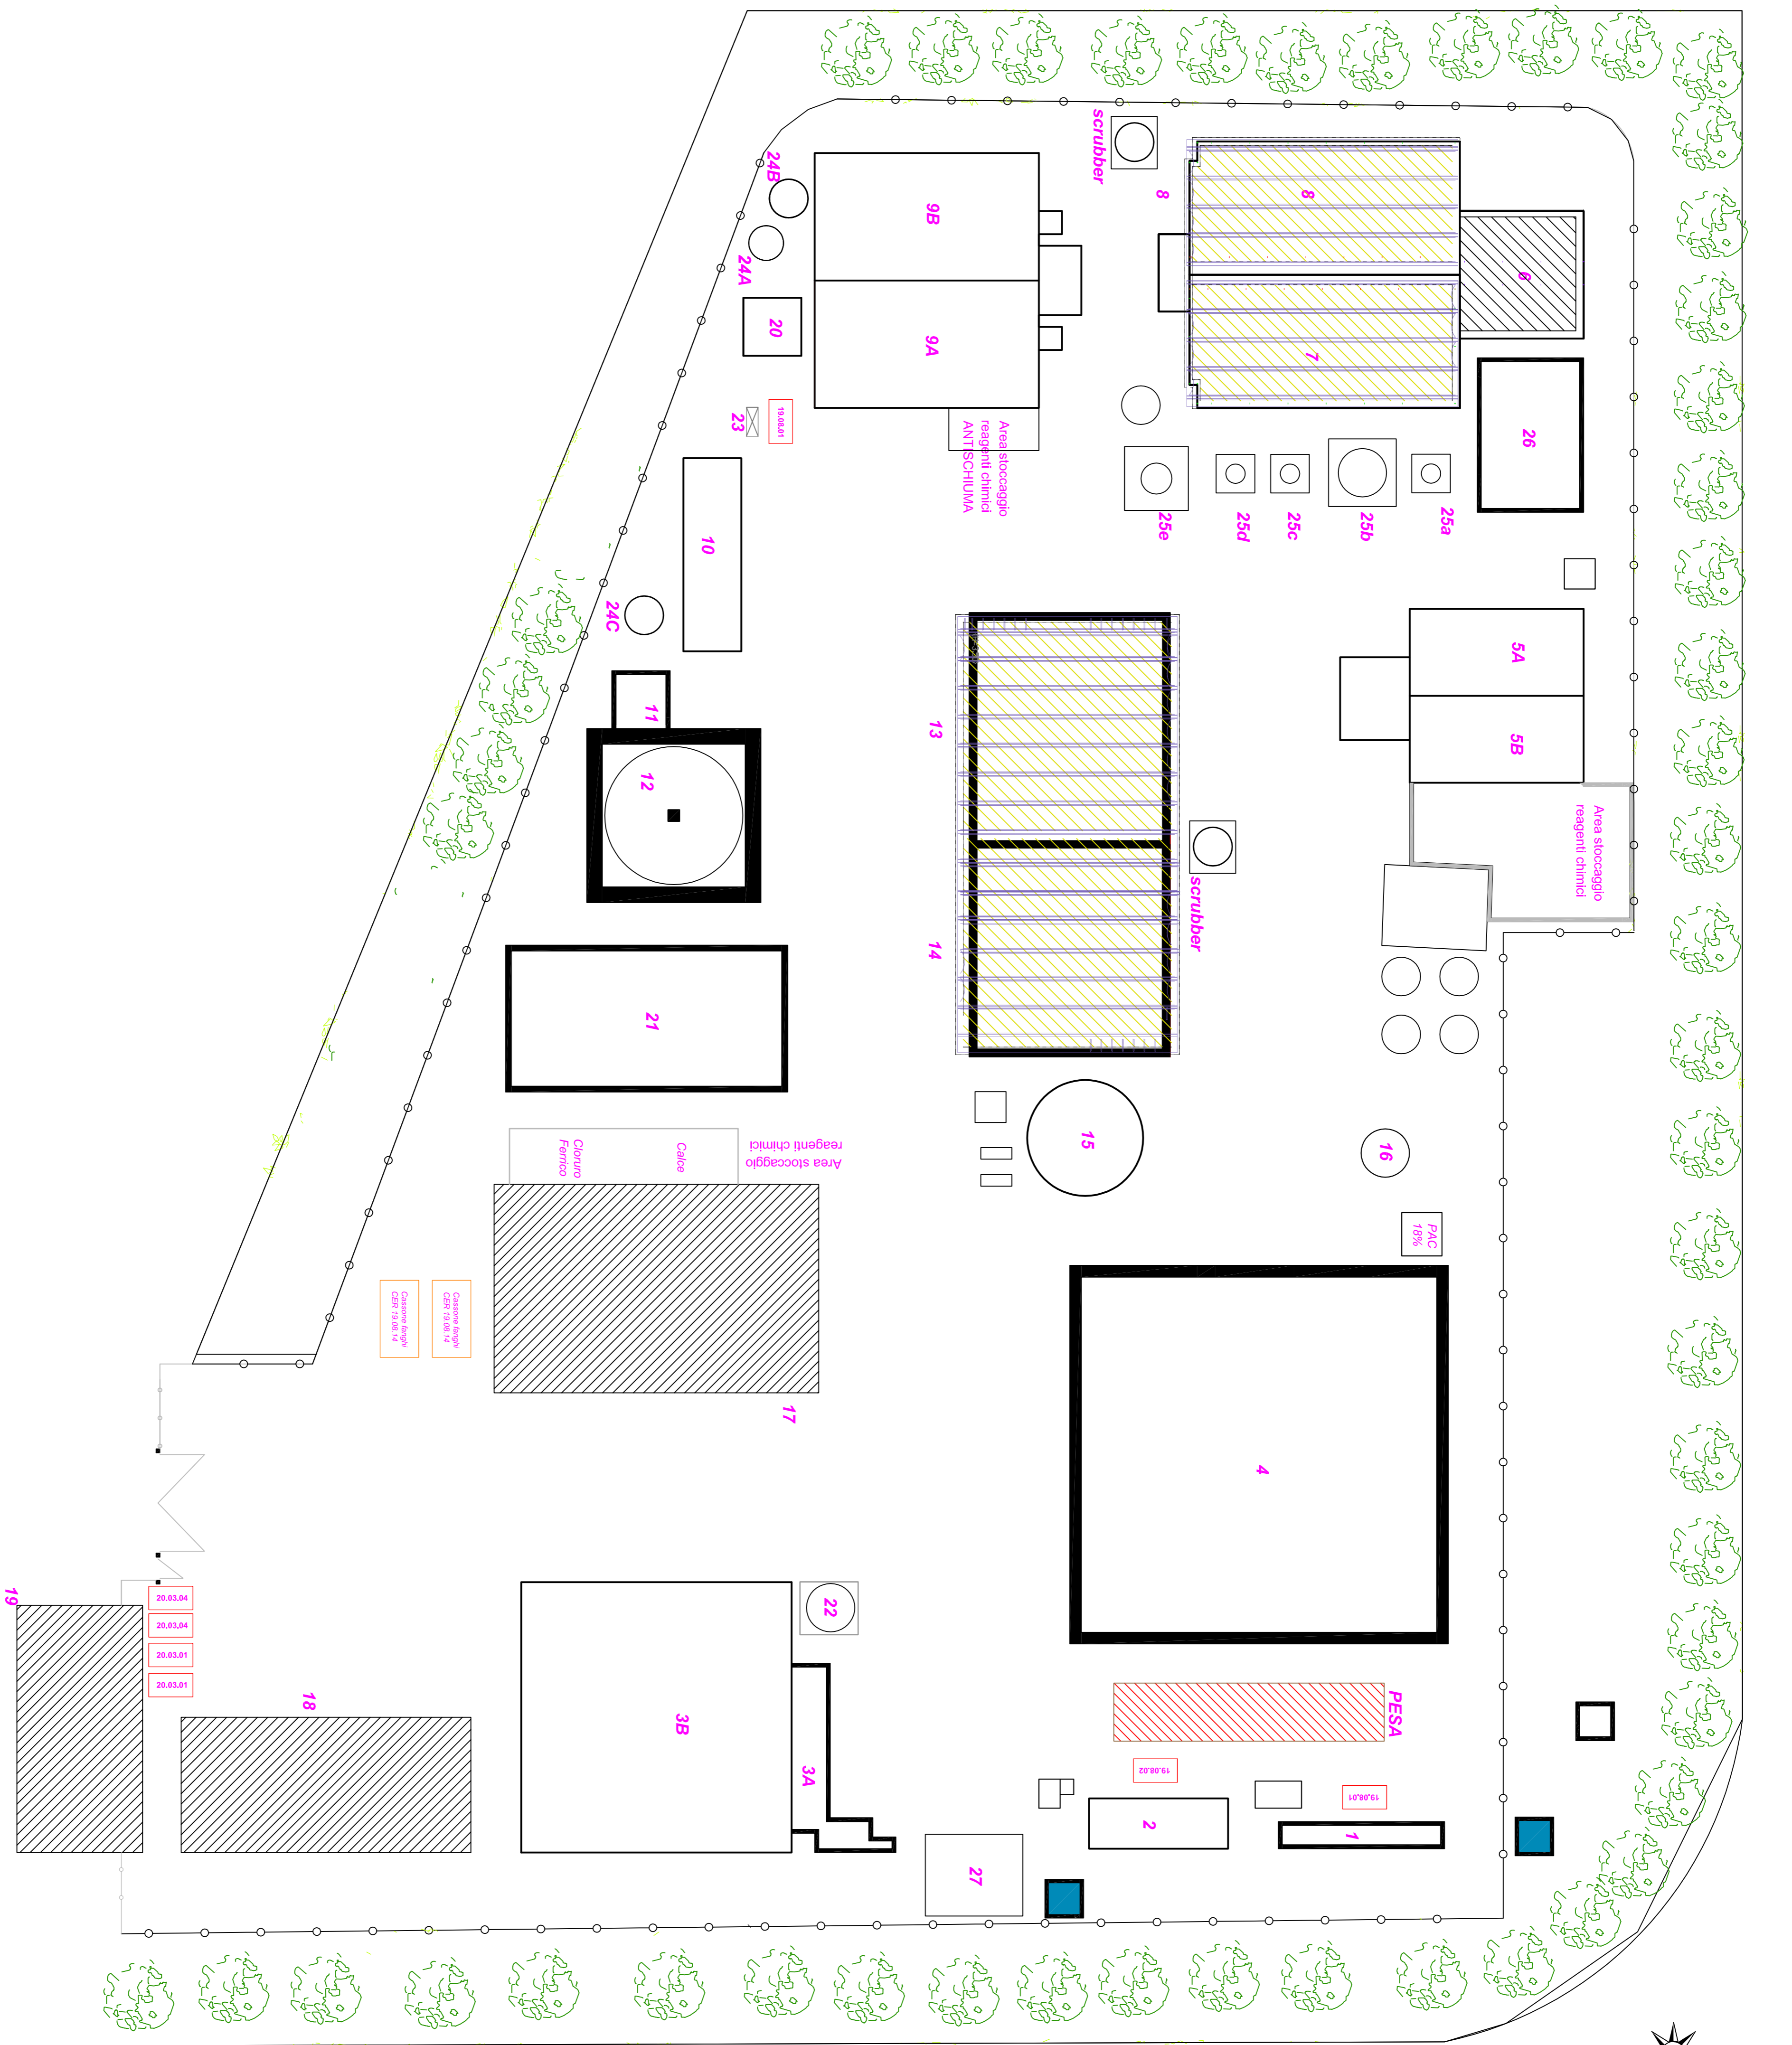 scrubber
24B
9B
8
8
6
24A
20
9A
7
23
19.08.01
Area stoccaggio
reagenti chimici
ANTISCHIUMA
26
25e
25d
25c
25b
25a
10
24C
5A
5B
11
13
12
Area stoccaggio
reagenti chimici
scrubber
14
21
Area stoccaggio
reagenti chimici
Calce
Cloruro
Ferrico
15
16
PAC
18%
Cassone fanghi
CER 19.08.14
Cassone fanghi
CER 19.08.14
17
4
19
20.03.04
20.03.04
20.03.01
20.03.01
18
22
3B
3A
PESA
19.08.02
19.08.01
2
1
27